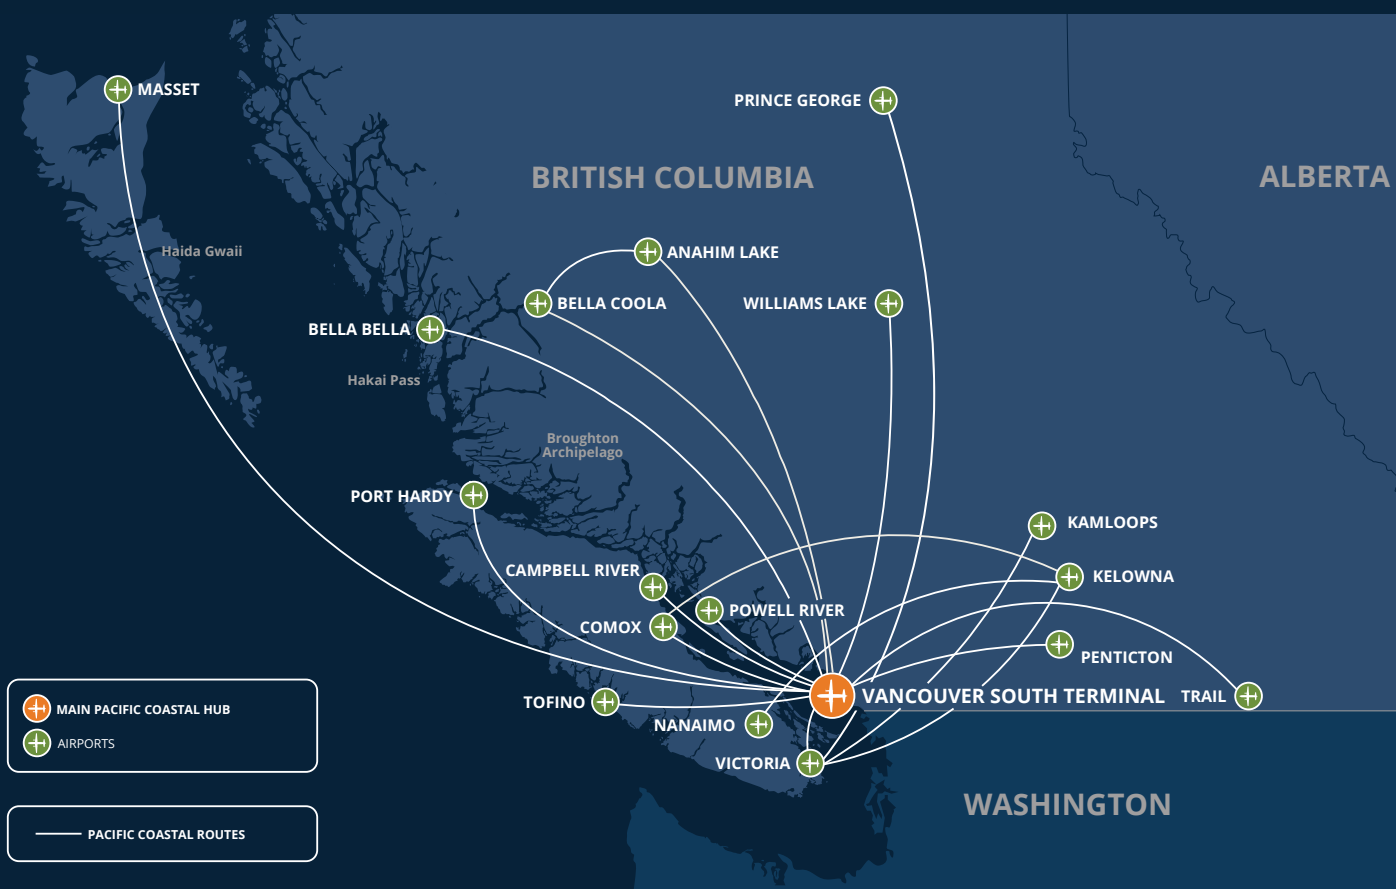 MASSET
PRINCE GEORGE
BRITISH COLUMBIA
ALBERTA
Haida Gwaii
ANAHIM LAKE
BELLA COOLA
WILLIAMS LAKE
BELLA BELLA
Hakai Pass
Broughton
Archipelago
PORT HARDY
KAMLOOPS
CAMPBELL RIVER
KELOWNA
POWELL RIVER
COMOX
PENTICTON
VANCOUVER SOUTH TERMINAL
TRAIL
TOFINO
NANAIMO
VICTORIA
WASHINGTON
MAIN PACIFIC COASTAL HUB
AIRPORTS
PACIFIC COASTAL ROUTES